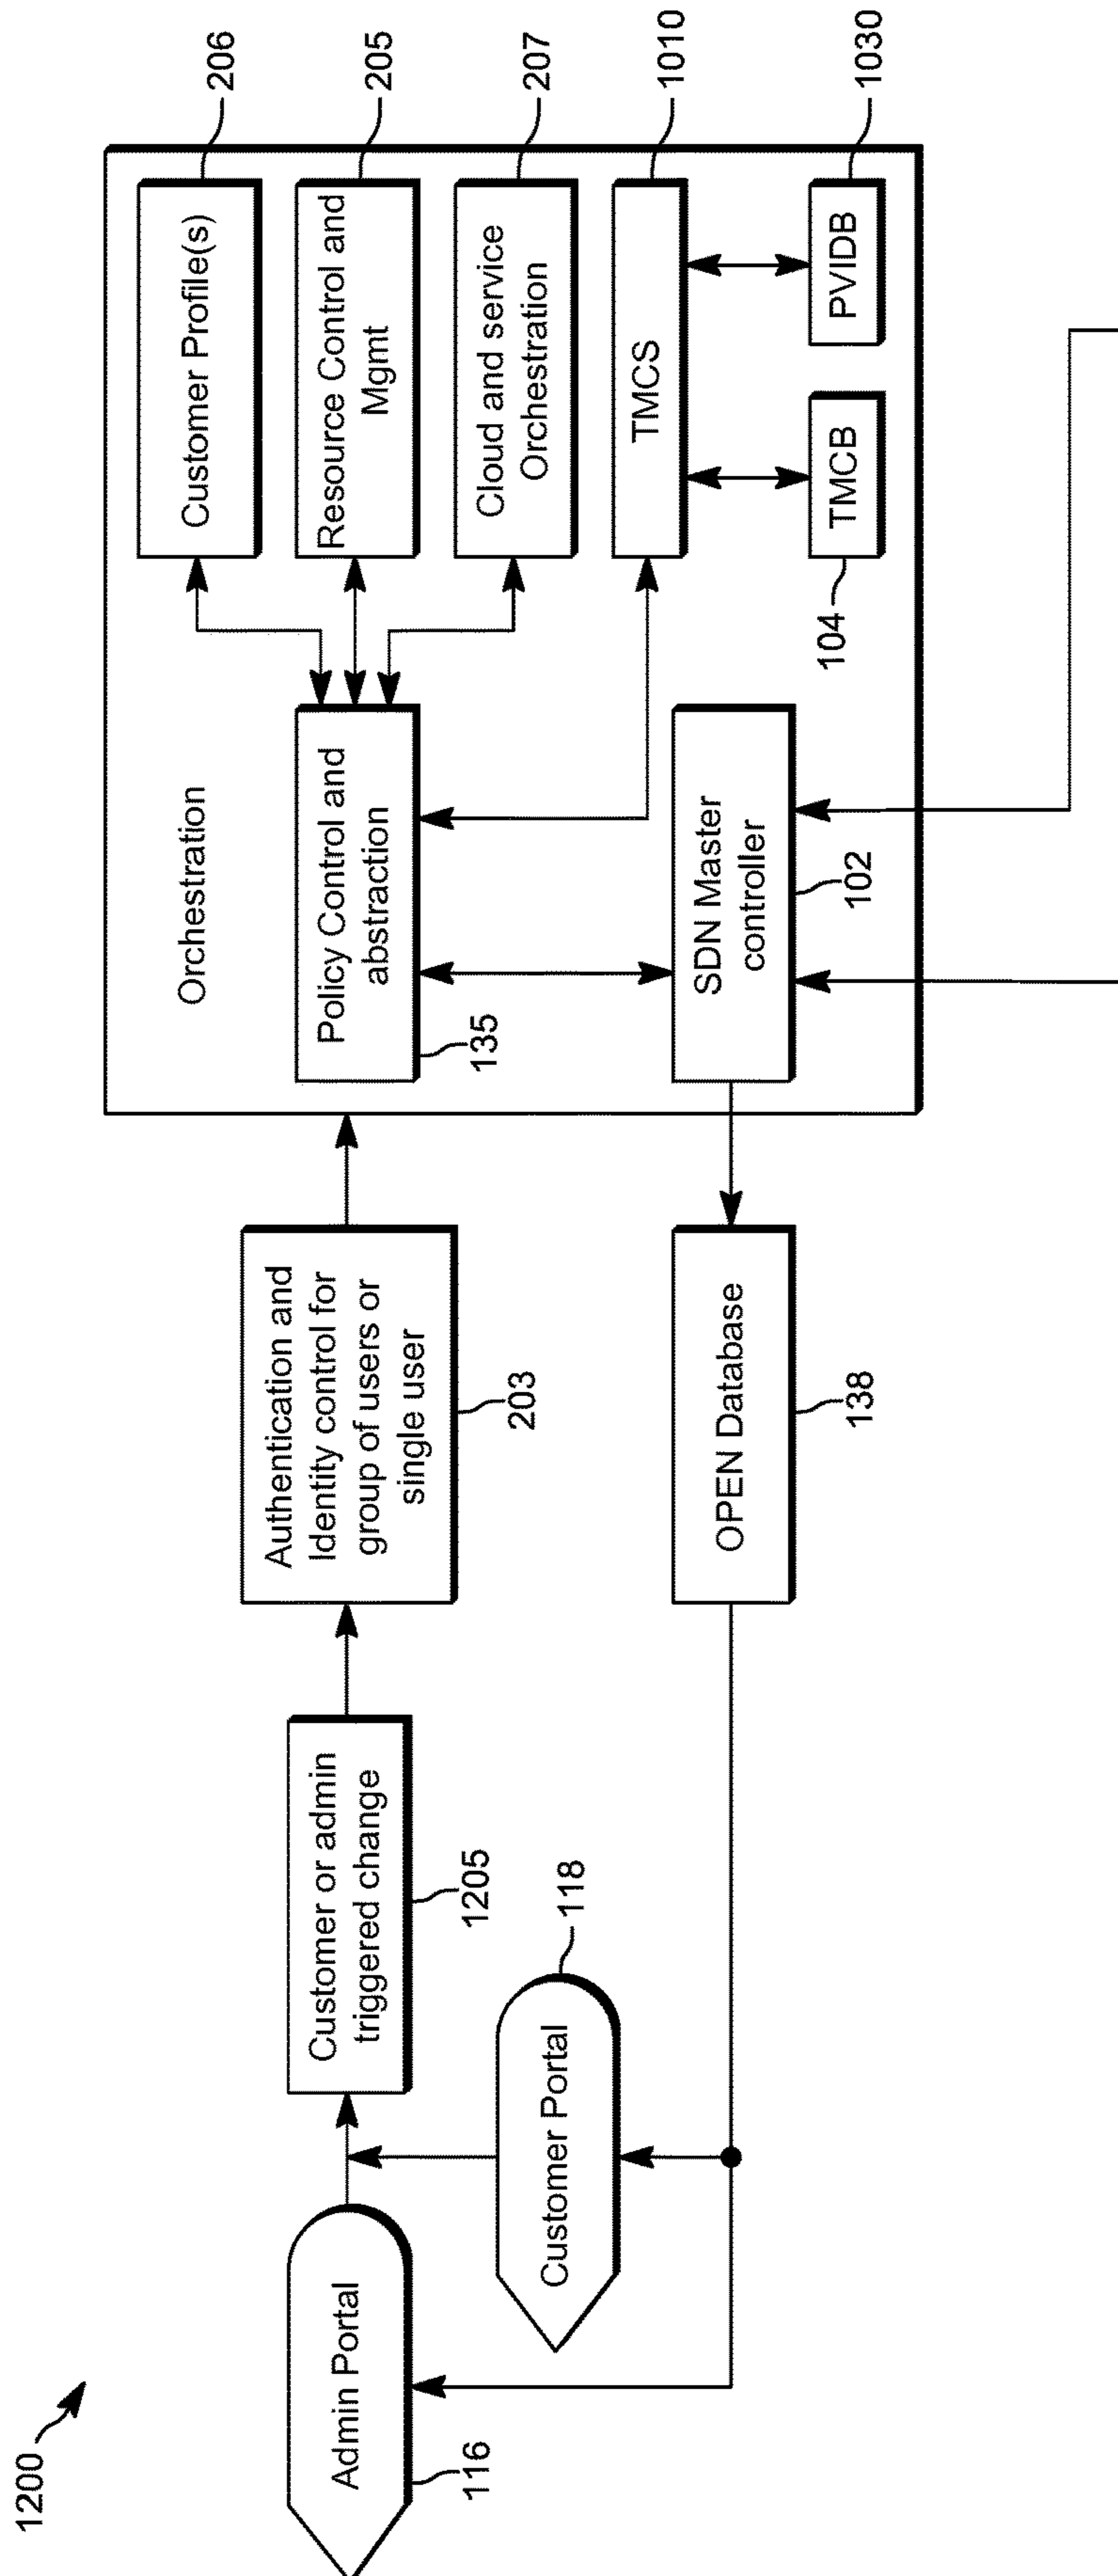 1200
Admin Portal
116
Customer Portal
118
Customer or admin
triggered change
1205
Authentication and
Identity control for
group of users or
single user
203
OPEN Database
138
Orchestration
Policy Control and
abstraction
135
SDN Master
controller
102
Customer Profile(s)
206
Resource Control and
Mgmt
205
Cloud and service
Orchestration
207
TMCS
1010
TMCB
104
PVIDB
1030